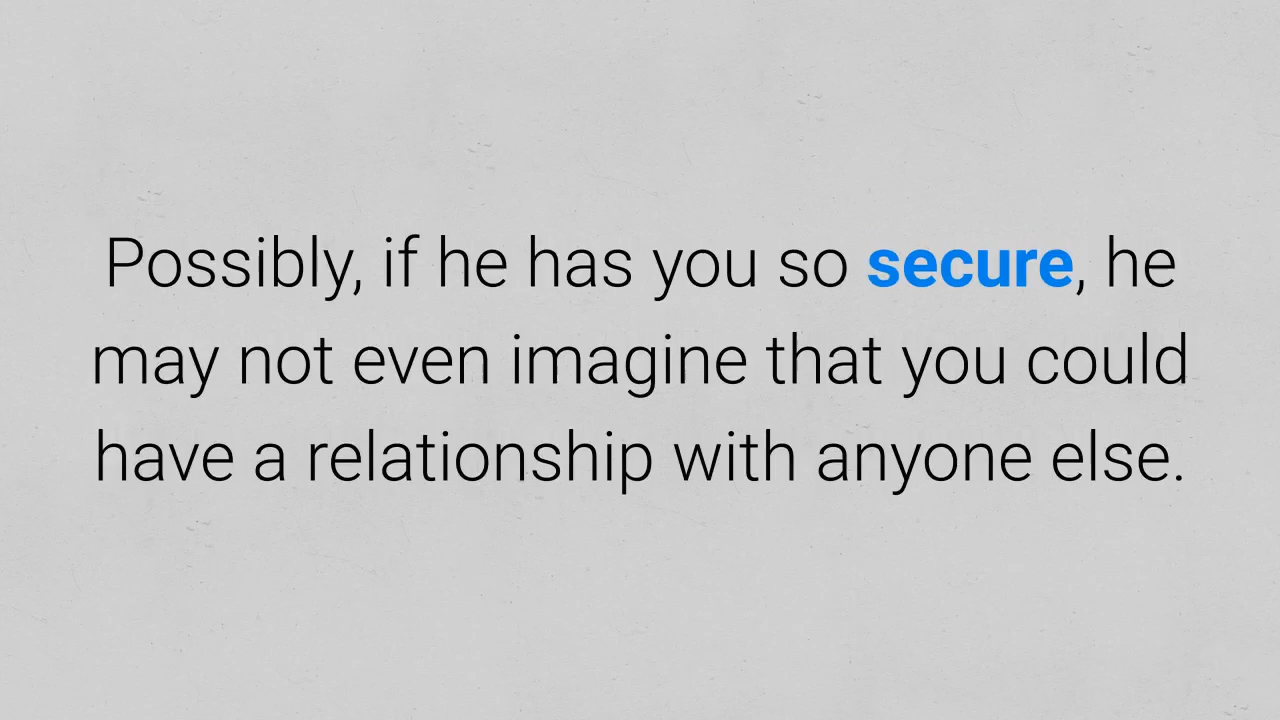 Possibly, if he has you so secure, he
may not even imagine that you could
have a relationship with anyone else.